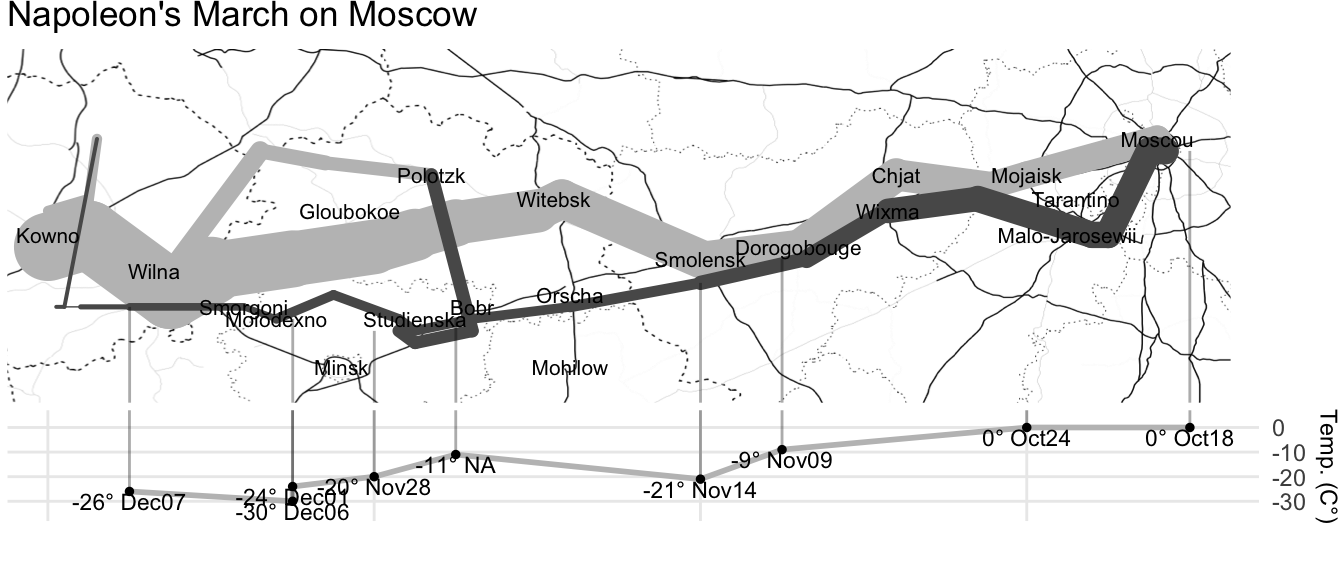 Napoleon's March on Moscow
Moscou
Polotzk
Chjat
Mojaisk
Witebsk
Tarantino
Gloubokoe
Wixma
Kowno
Malo-Jarosewii
Dorogobouge
Smolensk
Wilna
Orscha
Smorgoni
Bobr
Molodexno
Studienska
Minsk
Mohilow
0
0° Oct24
0° Oct18
-10
-9° Nov09
-11° NA
-20
-20° Nov28
-21° Nov14
-24° Dec01
-26° Dec07
-30
-30° Dec06
Temp. (C°)